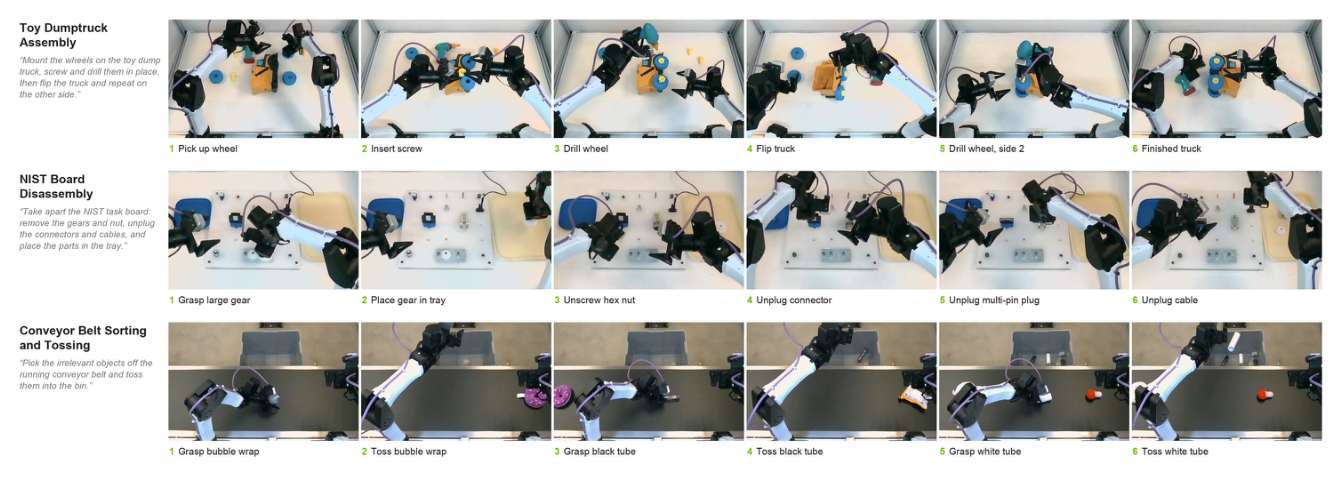 Toy Dumptruck
Assembly
“Mount the wheels on the toy dump
truck, screw and drill them in place,
then flip the truck and repeat on
the other side.”
1 Pick up wheel
2 Insert screw
3 Drill wheel
4 Flip truck
5 Drill wheel, side 2
6 Finished truck
NIST Board
Disassembly
“Take apart the NIST task board:
remove the gears and nut, unplug
the connectors and cables, and
place the parts in the tray.”
1 Grasp large gear
2 Place gear in tray
3 Unscrew hex nut
4 Unplug connector
5 Unplug multi-pin plug
6 Unplug cable
Conveyor Belt Sorting
and Tossing
“Pick the irrelevant objects off the
running conveyor belt and toss
them into the bin.”
1 Grasp bubble wrap
2 Toss bubble wrap
3 Grasp black tube
4 Toss black tube
5 Grasp white tube
6 Toss white tube